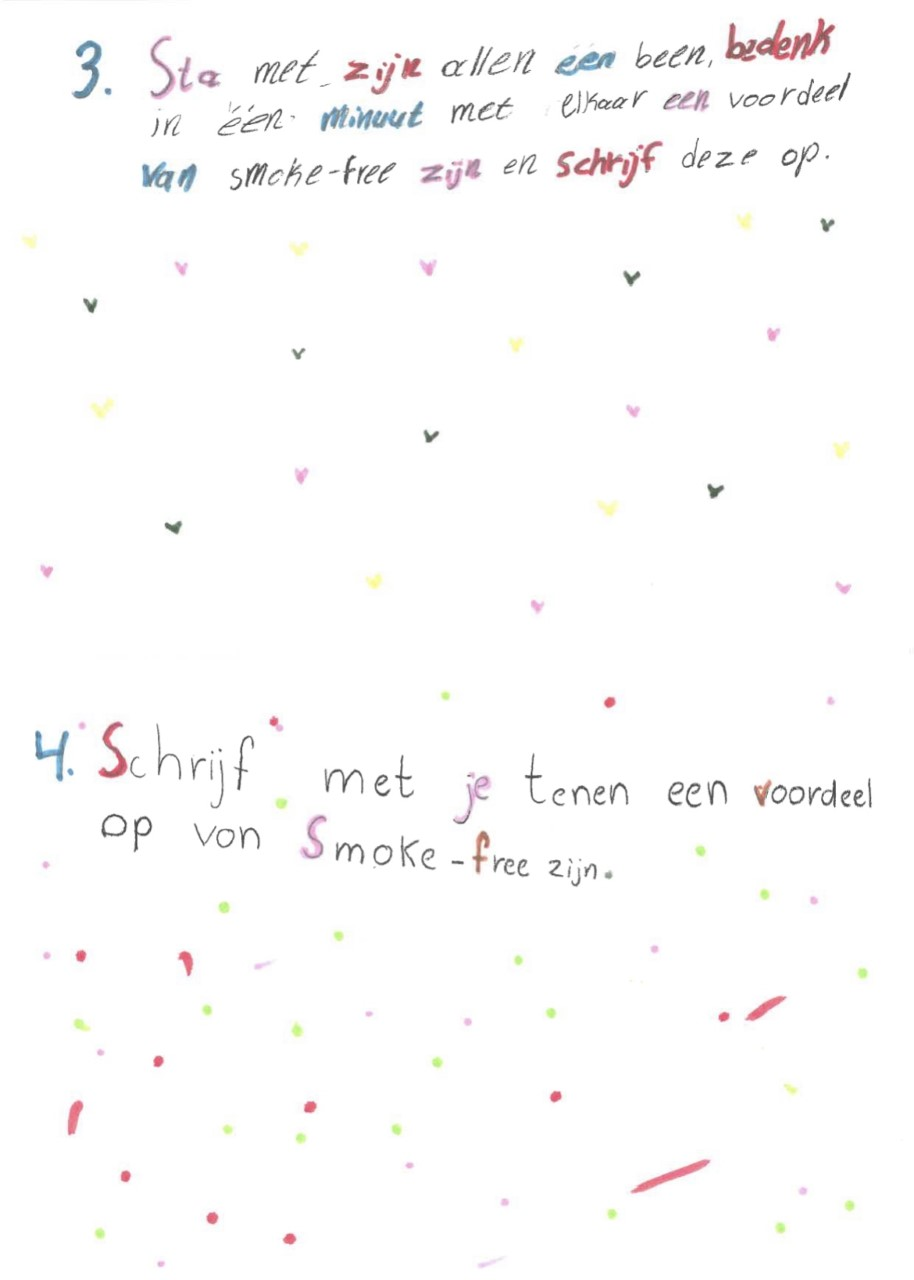 3. Sta met zijn allen één been, bedenk
in één minuut met elkaar een voordeel
van smoke-free zijn en schrijf deze op.
4. Schrijf met je tenen een voordeel
op von Smoke-free zijn.